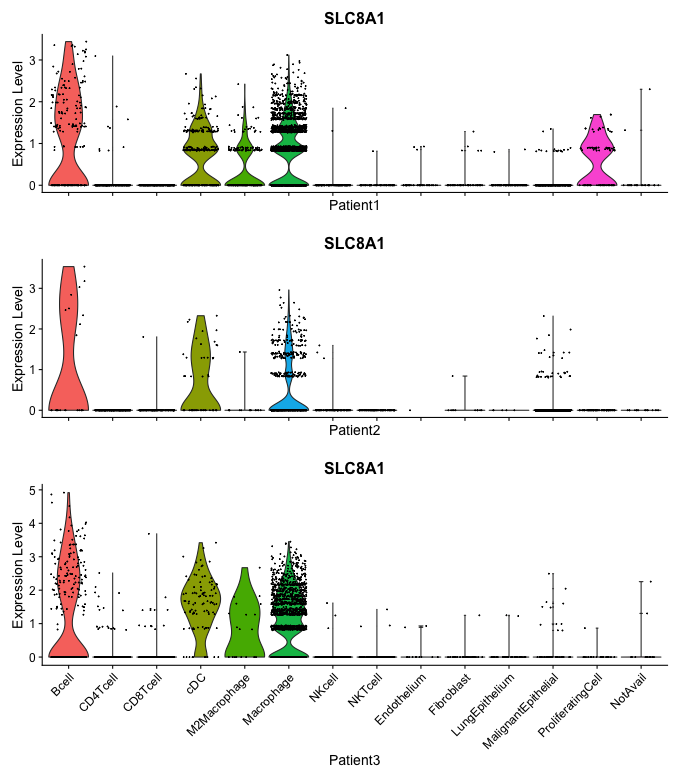 SLC8A1
Expression Level
3
2
1
0
Patient1
SLC8A1
Expression Level
3
2
1
0
Patient2
SLC8A1
Expression Level
5
4
3
2
1
0
Bcell
CD4Tcell
CD8Tcell
cDC
M2Macrophage
Macrophage
NKcell
NKTcell
Endothelium
Fibroblast
LungEpithelium
MalignantEpithelial
ProliferatingCell
NotAvail
Patient3